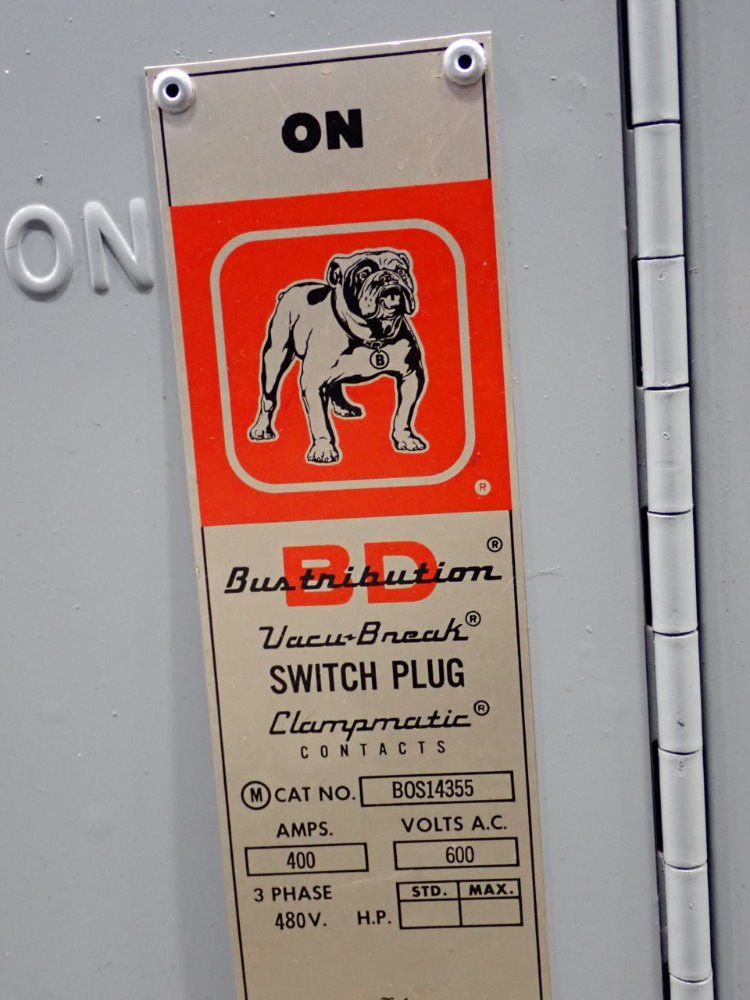 ON
ON
B
®
BD
Bustribution®
Vacu-Break®
SWITCH PLUG
Clampmatic®
CONTACTS
Ⓜ CAT NO. BOS14355
AMPS. VOLTS A.C.
400 600
3 PHASE STD. MAX.
480V. H.P.